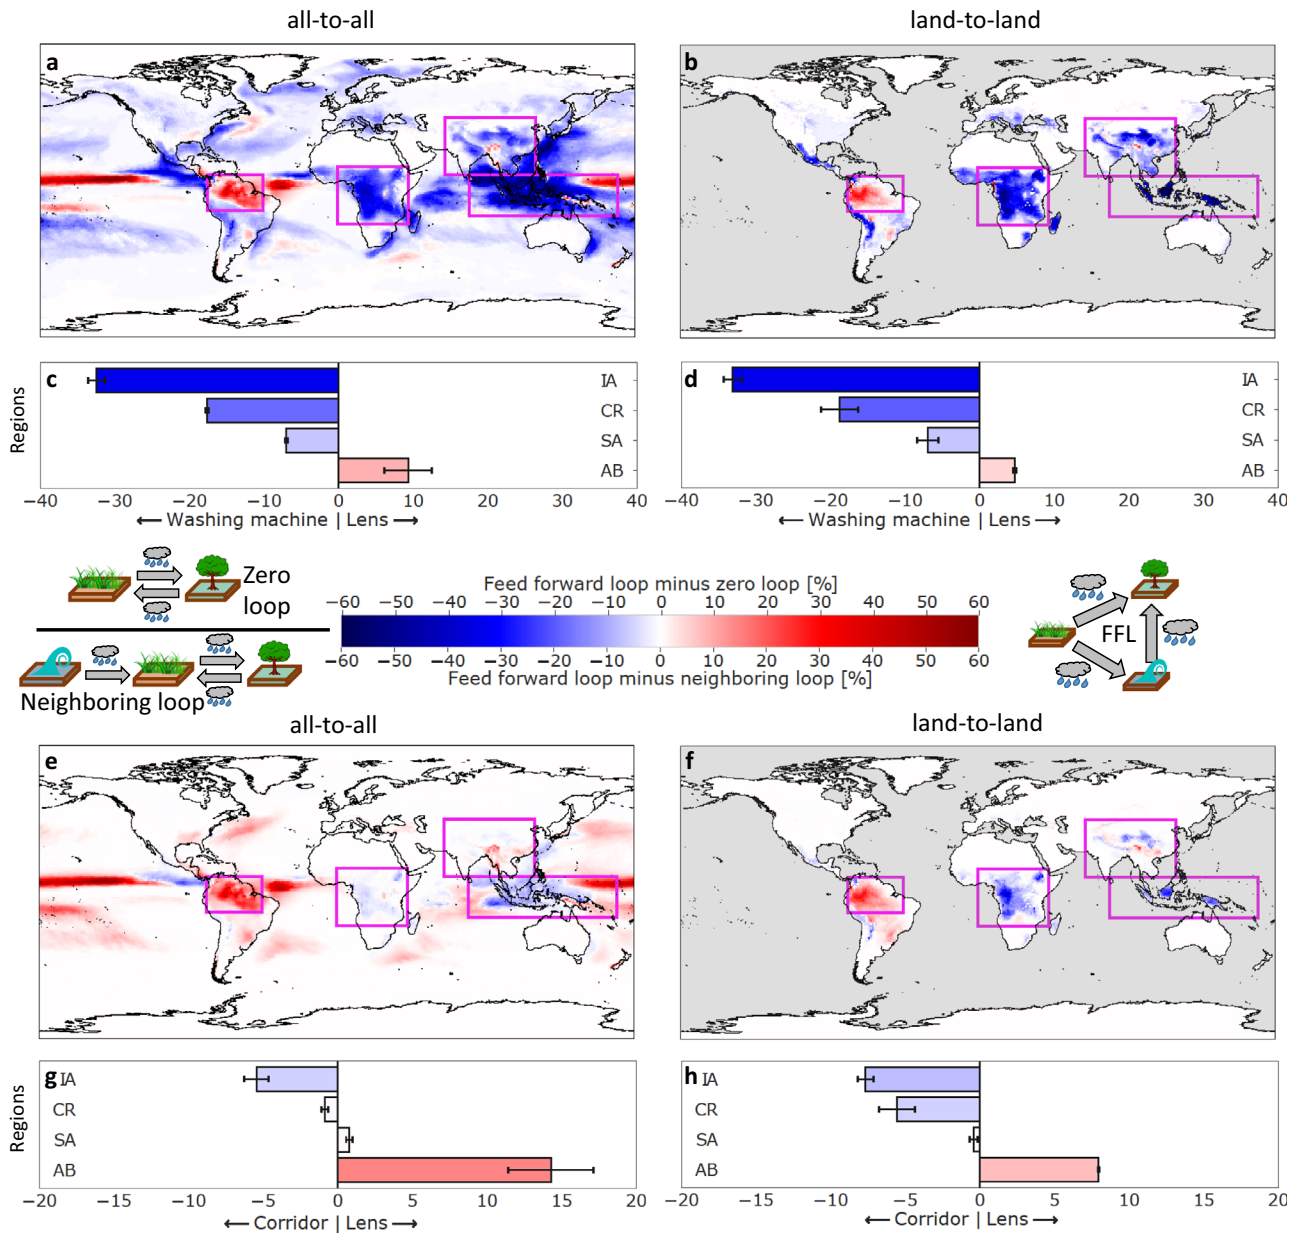 all-to-all
land-to-land
a
b
c
IA
CR
SA
AB
Regions
−40 −30 −20 −10 0 10 20 30 40
← Washing machine | Lens →
d
IA
CR
SA
AB
−40 −30 −20 −10 0 10 20 30 40
← Washing machine | Lens →
Zero
loop
Neighboring loop
Feed forward loop minus zero loop [%]
−60 −50 −40 −30 −20 −10 0 10 20 30 40 50 60
−60 −50 −40 −30 −20 −10 0 10 20 30 40 50 60
Feed forward loop minus neighboring loop [%]
FFL
all-to-all
land-to-land
e
f
g
IA
CR
SA
AB
Regions
−20 −15 −10 −5 0 5 10 15 20
← Corridor | Lens →
h
IA
CR
SA
AB
−20 −15 −10 −5 0 5 10 15 20
← Corridor | Lens →